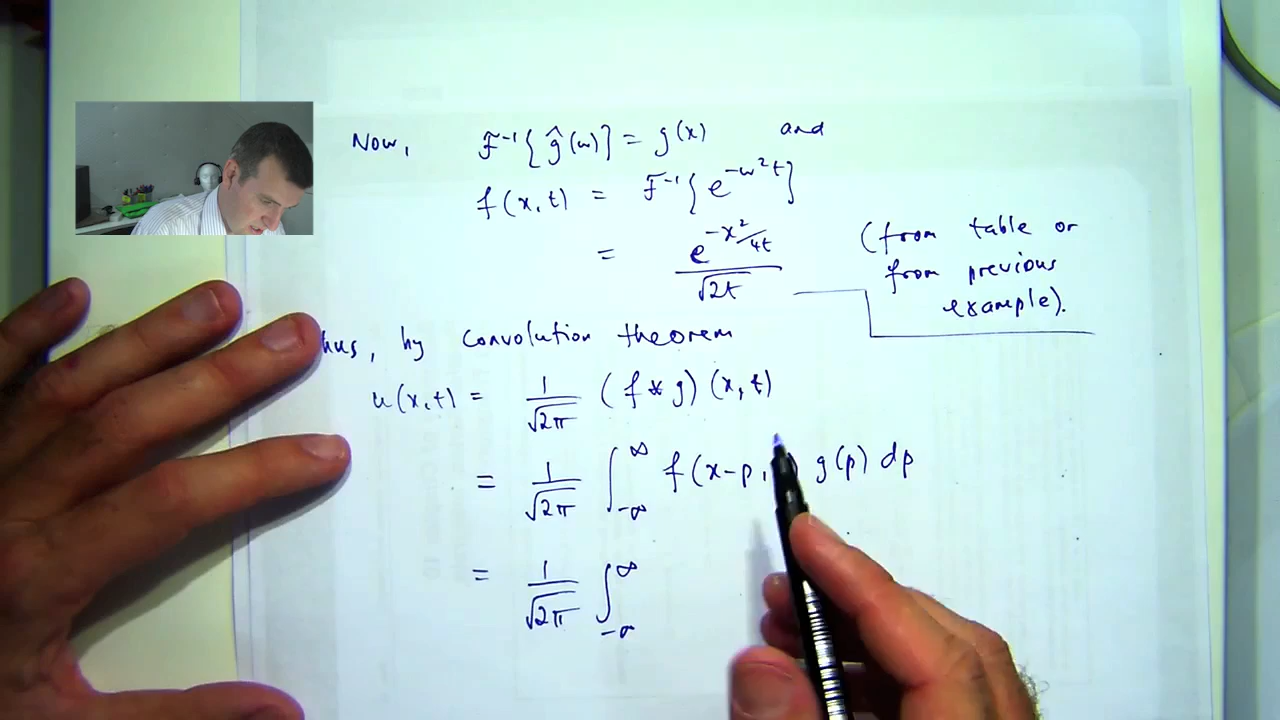 Now, F⁻¹{ĝ(w)} = g(x) and
f(x,t) = F⁻¹{e^{-w²t}}
= e^{-x²/4t} / √2t (from table or
from previous
example).
hus, by convolution theorem
u(x,t) = 1/√2π (f * g)(x,t)
= 1/√2π ∫_{-∞}^{∞} f(x-p, ) g(p) dp
= 1/√2π ∫_{-∞}^{∞}